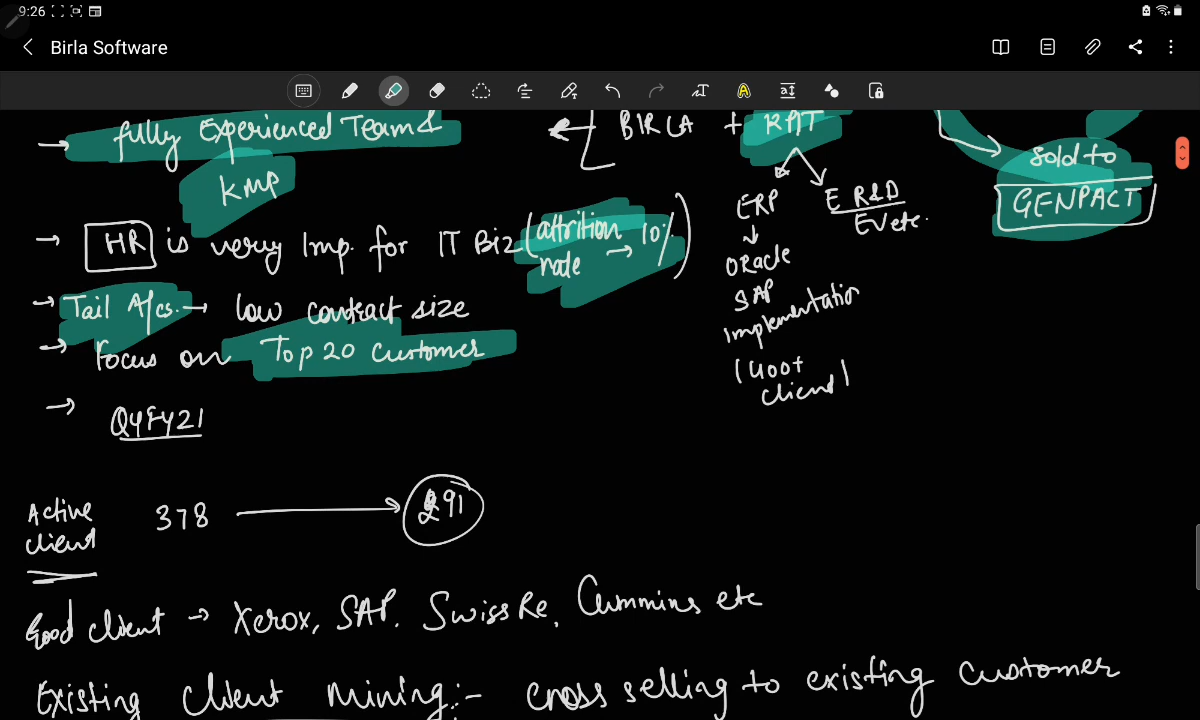 9:26
Birla Software
→ fully Experienced Teams
KMP
← BIRLA + KPIT
ERP
↓
Oracle
SAP
Implementation
(400+
client)
E R&D
EV etc.
Sold to
GENPACT
→ HR is very Imp. for IT Biz (attrition rate → 10%)
→ Tail A/cs. → low contract size
→ Focus on Top 20 Customer
→ Q4FY21
Active client 378 → 291
Good client → Xerox, SAP, Swiss Re, Cummins etc
Existing Client Mining :- cross selling to existing customer